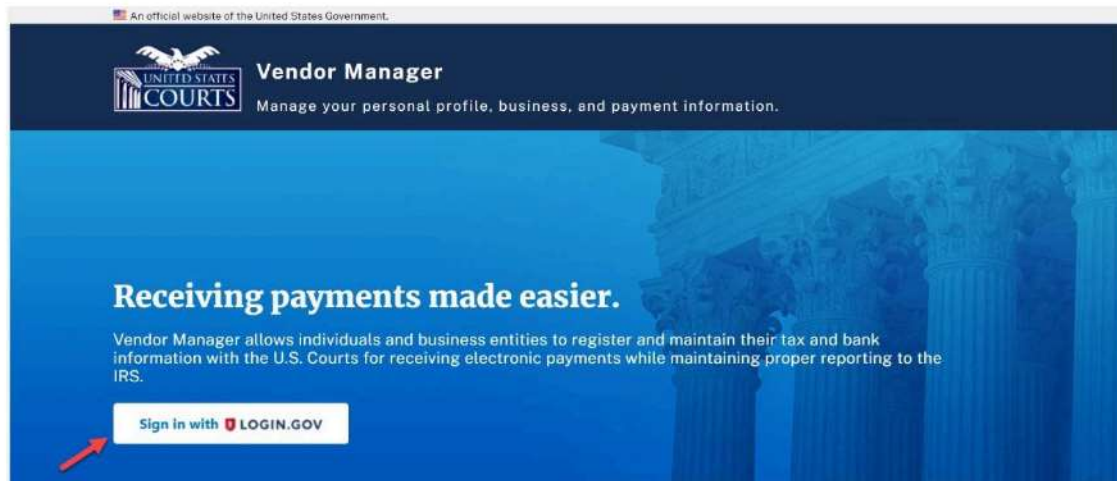 An official website of the United States Government.
UNITED STATES
COURTS
Vendor Manager
Manage your personal profile, business, and payment information.
Receiving payments made easier.
Vendor Manager allows individuals and business entities to register and maintain their tax and bank
information with the U.S. Courts for receiving electronic payments while maintaining proper reporting to the
IRS.
Sign in with LOGIN.GOV